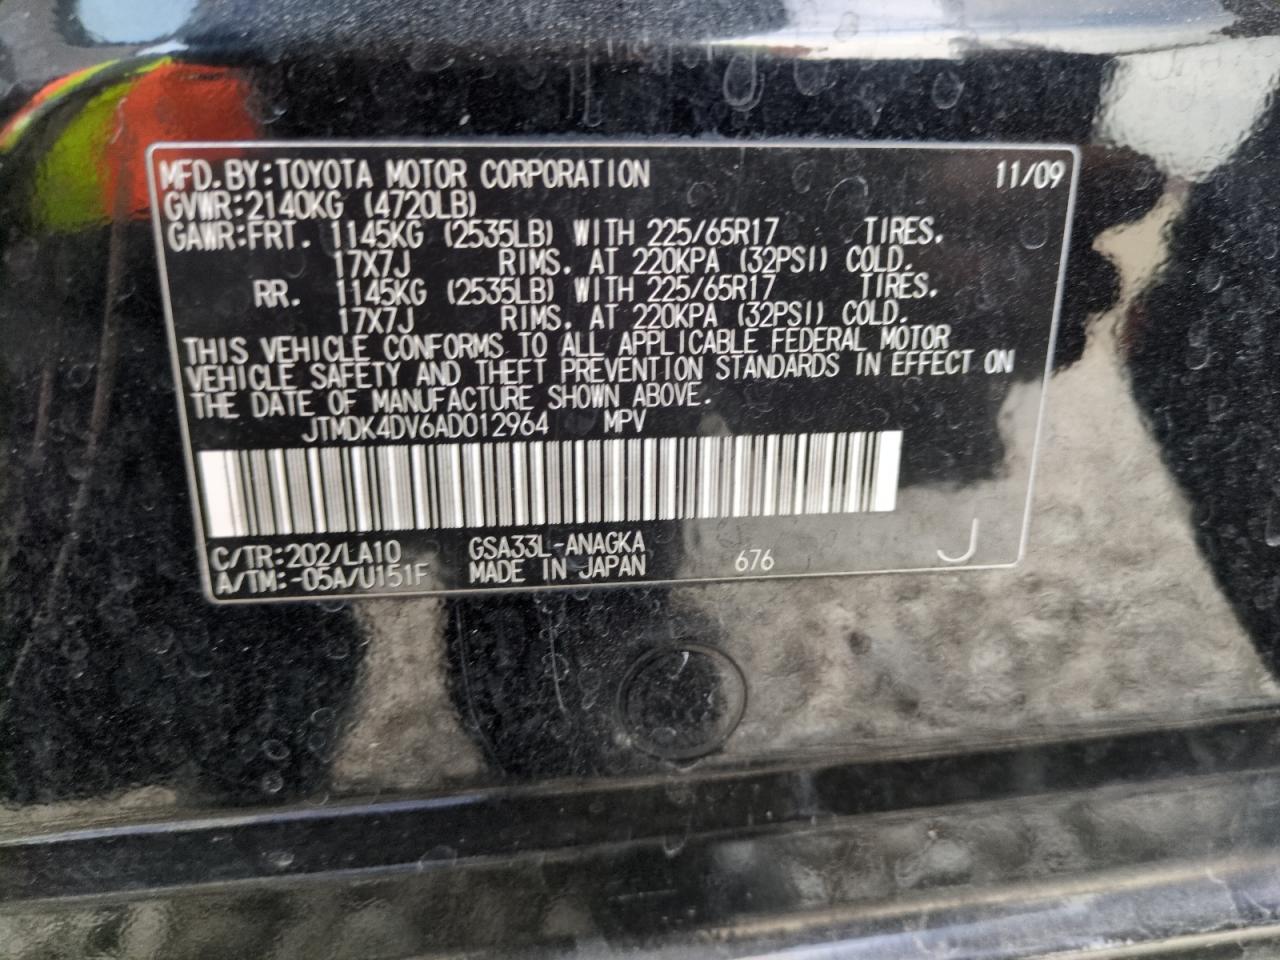 MFD.BY:TOYOTA MOTOR CORPORATION 11/09
GVWR:2140KG (4720LB)
GAWR:FRT. 1145KG (2535LB) WITH 225/65R17 TIRES.
17X7J RIMS. AT 220KPA (32PSI) COLD.
RR. 1145KG (2535LB) WITH 225/65R17 TIRES.
17X7J RIMS. AT 220KPA (32PSI) COLD.
THIS VEHICLE CONFORMS TO ALL APPLICABLE FEDERAL MOTOR
VEHICLE SAFETY AND THEFT PREVENTION STANDARDS IN EFFECT ON
THE DATE OF MANUFACTURE SHOWN ABOVE.
JTMDK4DV6AD012964 MPV
C/TR:202/LA10 GSA33L-ANAGKA
A/TM:-05A/U151F MADE IN JAPAN 676 J